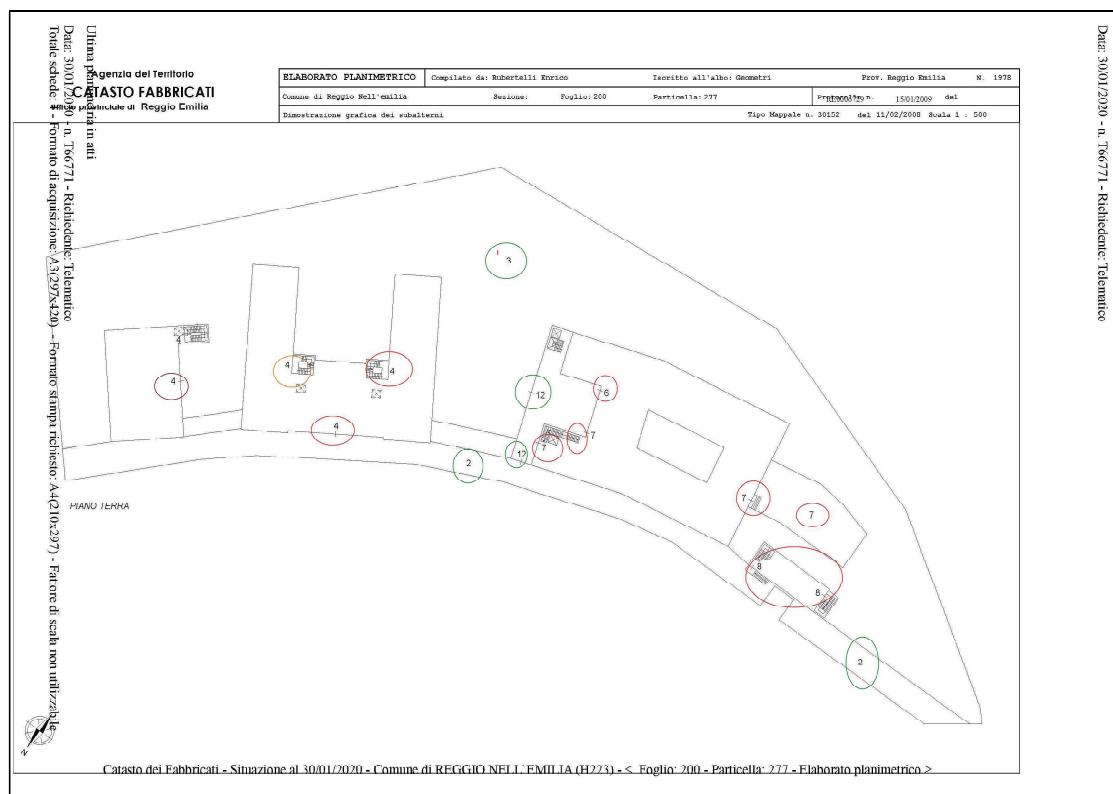 Ultima planimetria in atti
Data: 30/01/2020 - n. T66771 - Richiedente: Telematico
Totale schede: - Formato di acquisizione: A3(297x420) - Formato stampa richiesto: A4(210x297) - Fattore di scala non utilizzabile
Agenzia del Territorio
CATASTO FABBRICATI
Ufficio provinciale di Reggio Emilia
ELABORATO PLANIMETRICO
Compilato da: Rubertelli Enrico
Iscritto all'albo: Geometri
Prov. Reggio Emilia N. 1978
Comune di Reggio Nell'emilia
Sezione: Foglio: 200 Particella: 277
Protocollo n. 15/01/2009 del
Dimostrazione grafica dei subalterni
Tipo Mappale n. 30152 del 11/02/2008 Scala 1 : 500
3
4
4
4
4
4
12
6
7
7
12
2
7
7
8
8
2
PIANO TERRA
N
Catasto dei Fabbricati - Situazione al 30/01/2020 - Comune di REGGIO NELL`EMILIA (H223) - < Foglio: 200 - Particella: 277 - Elaborato planimetrico >
Data: 30/01/2020 - n. T66771 - Richiedente: Telematico